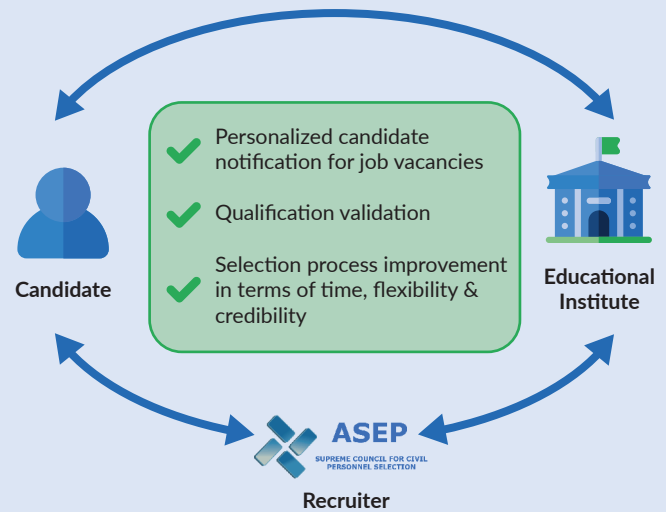 Personalized candidate
notification for job vacancies
Qualification validation
Selection process improvement
in terms of time, flexibility &
credibility
Candidate
Educational
Institute
ASEP
SUPREME COUNCIL FOR CIVIL
PERSONNEL SELECTION
Recruiter